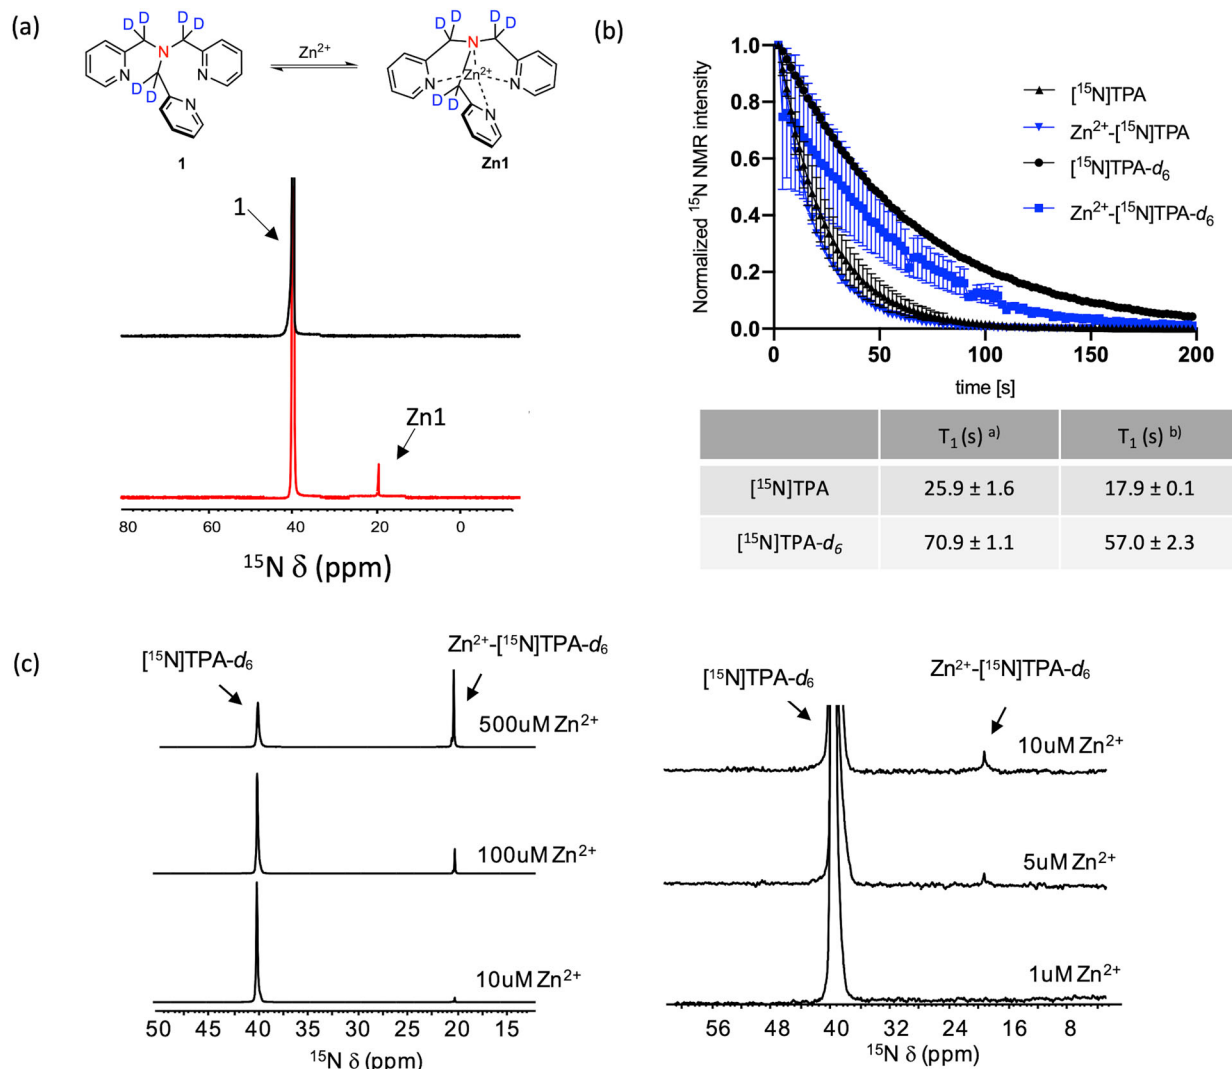 (a)
D D
D D
N
N
N
D D
N
1
Zn²⁺
D D
D D
N
N
Zn²⁺
N
D D
N
Zn1
1
Zn1
80 60 40 20 0
¹⁵N δ (ppm)
(b)
Normalized ¹⁵N NMR intensity
1.0
0.8
0.6
0.4
0.2
0.0
0 50 100 150 200
time [s]
[¹⁵N]TPA
Zn²⁺-[¹⁵N]TPA
[¹⁵N]TPA-d₆
Zn²⁺-[¹⁵N]TPA-d₆
T₁ (s) ᵃ⁾ T₁ (s) ᵇ⁾
[¹⁵N]TPA 25.9 ± 1.6 17.9 ± 0.1
[¹⁵N]TPA-d₆ 70.9 ± 1.1 57.0 ± 2.3
(c)
[¹⁵N]TPA-d₆
Zn²⁺-[¹⁵N]TPA-d₆
500uM Zn²⁺
100uM Zn²⁺
10uM Zn²⁺
50 45 40 35 30 25 20 15
¹⁵N δ (ppm)
[¹⁵N]TPA-d₆
Zn²⁺-[¹⁵N]TPA-d₆
10uM Zn²⁺
5uM Zn²⁺
1uM Zn²⁺
56 48 40 32 24 16 8
¹⁵N δ (ppm)